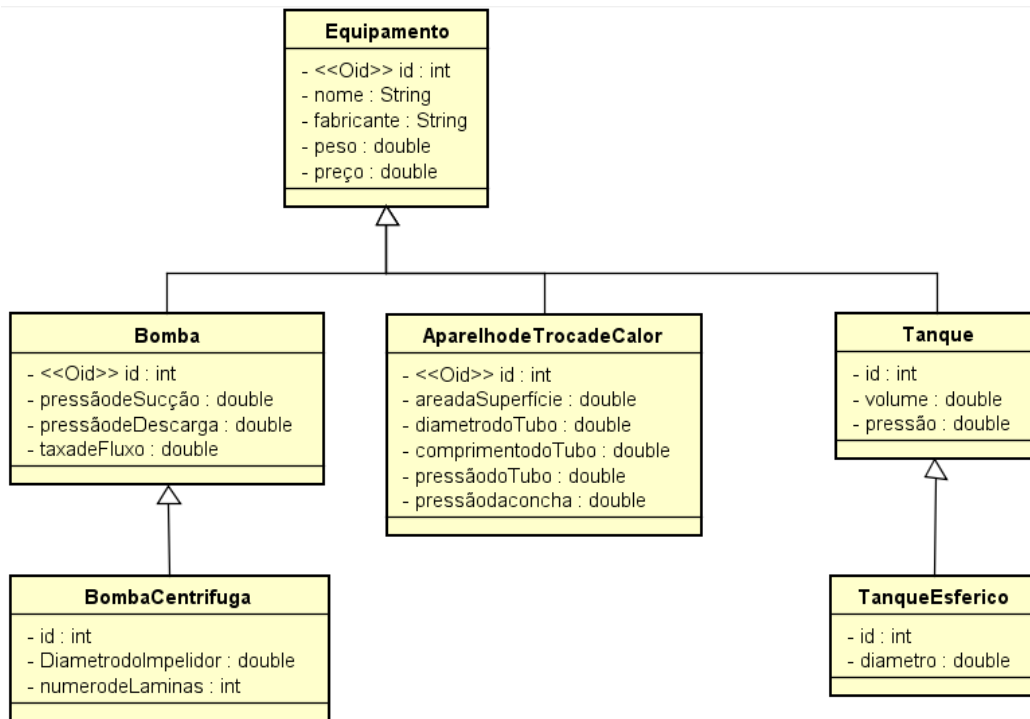 Equipamento
- <<Oid>> id : int
- nome : String
- fabricante : String
- peso : double
- preço : double
Bomba
- <<Oid>> id : int
- pressãodeSucção : double
- pressãodeDescarga : double
- taxadeFluxo : double
AparelhodeTrocadeCalor
- <<Oid>> id : int
- areadaSuperfície : double
- diametrodoTubo : double
- comprimentodoTubo : double
- pressãodoTubo : double
- pressãodaconcha : double
Tanque
- id : int
- volume : double
- pressão : double
BombaCentrifuga
- id : int
- DiametrodoImpelidor : double
- numerodeLaminas : int
TanqueEsferico
- id : int
- diametro : double